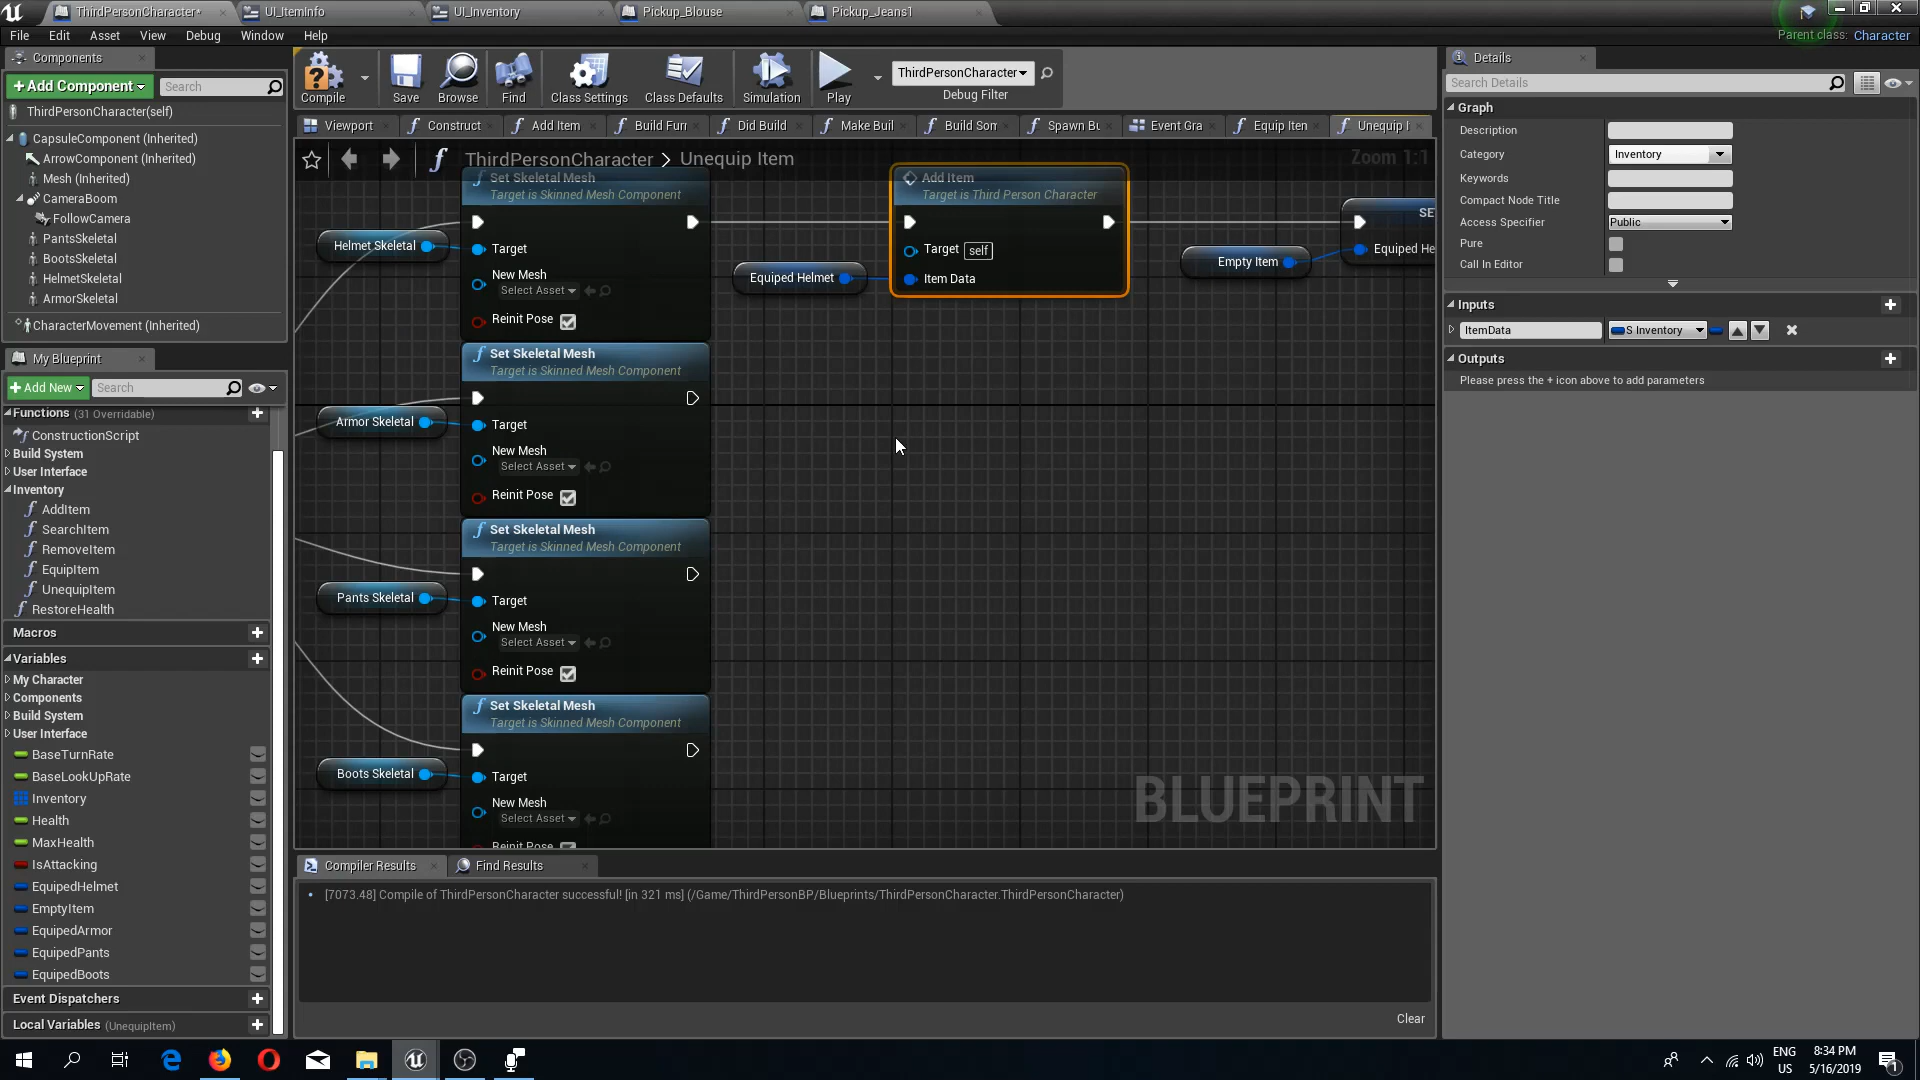 ThirdPersonCharacter*
UI_ItemInfo
UI_Inventory
Pickup_Blouse
Pickup_Jeans1
File
Edit
Asset
View
Debug
Window
Help
Parent class: Character
Components
+Add Component
Search
ThirdPersonCharacter(self)
CapsuleComponent (Inherited)
ArrowComponent (Inherited)
Mesh (Inherited)
CameraBoom
FollowCamera
PantsSkeletal
BootsSkeletal
HelmetSkeletal
ArmorSkeletal
CharacterMovement (Inherited)
My Blueprint
+Add New
Search
Functions (31 Overridable)
ConstructionScript
Build System
User Interface
Inventory
AddItem
SearchItem
RemoveItem
EquipItem
UnequipItem
RestoreHealth
Macros
Variables
My Character
Components
Build System
User Interface
BaseTurnRate
BaseLookUpRate
Inventory
Health
MaxHealth
IsAttacking
EquipedHelmet
EmptyItem
EquipedArmor
EquipedPants
EquipedBoots
Event Dispatchers
Local Variables (UnequipItem)
Compile
Save
Browse
Find
Class Settings
Class Defaults
Simulation
Play
ThirdPersonCharacter
Debug Filter
Viewport
Construct
Add Item
Build Furi
Did Build
Make Buil
Build Som
Spawn Bu
Event Gra
Equip Iten
Unequip I
ThirdPersonCharacter > Unequip Item
Zoom 1:1
Set Skeletal Mesh
Target is Skinned Mesh Component
Helmet Skeletal
Target
New Mesh
Select Asset
Reinit Pose
Add Item
Target is Third Person Character
Target self
Equiped Helmet
Item Data
Empty Item
SE
Equiped He
Set Skeletal Mesh
Target is Skinned Mesh Component
Armor Skeletal
Target
New Mesh
Select Asset
Reinit Pose
Set Skeletal Mesh
Target is Skinned Mesh Component
Pants Skeletal
Target
New Mesh
Select Asset
Reinit Pose
Set Skeletal Mesh
Target is Skinned Mesh Component
Boots Skeletal
Target
New Mesh
Select Asset
Reinit Pose
BLUEPRINT
Compiler Results
Find Results
[7073.48] Compile of ThirdPersonCharacter successful! [in 321 ms] (/Game/ThirdPersonBP/Blueprints/ThirdPersonCharacter.ThirdPersonCharacter)
Clear
Details
Search Details
Graph
Description
Category
Inventory
Keywords
Compact Node Title
Access Specifier
Public
Pure
Call In Editor
Inputs
ItemData
S Inventory
Outputs
Please press the + icon above to add parameters
ENG
US
8:34 PM
5/16/2019
1